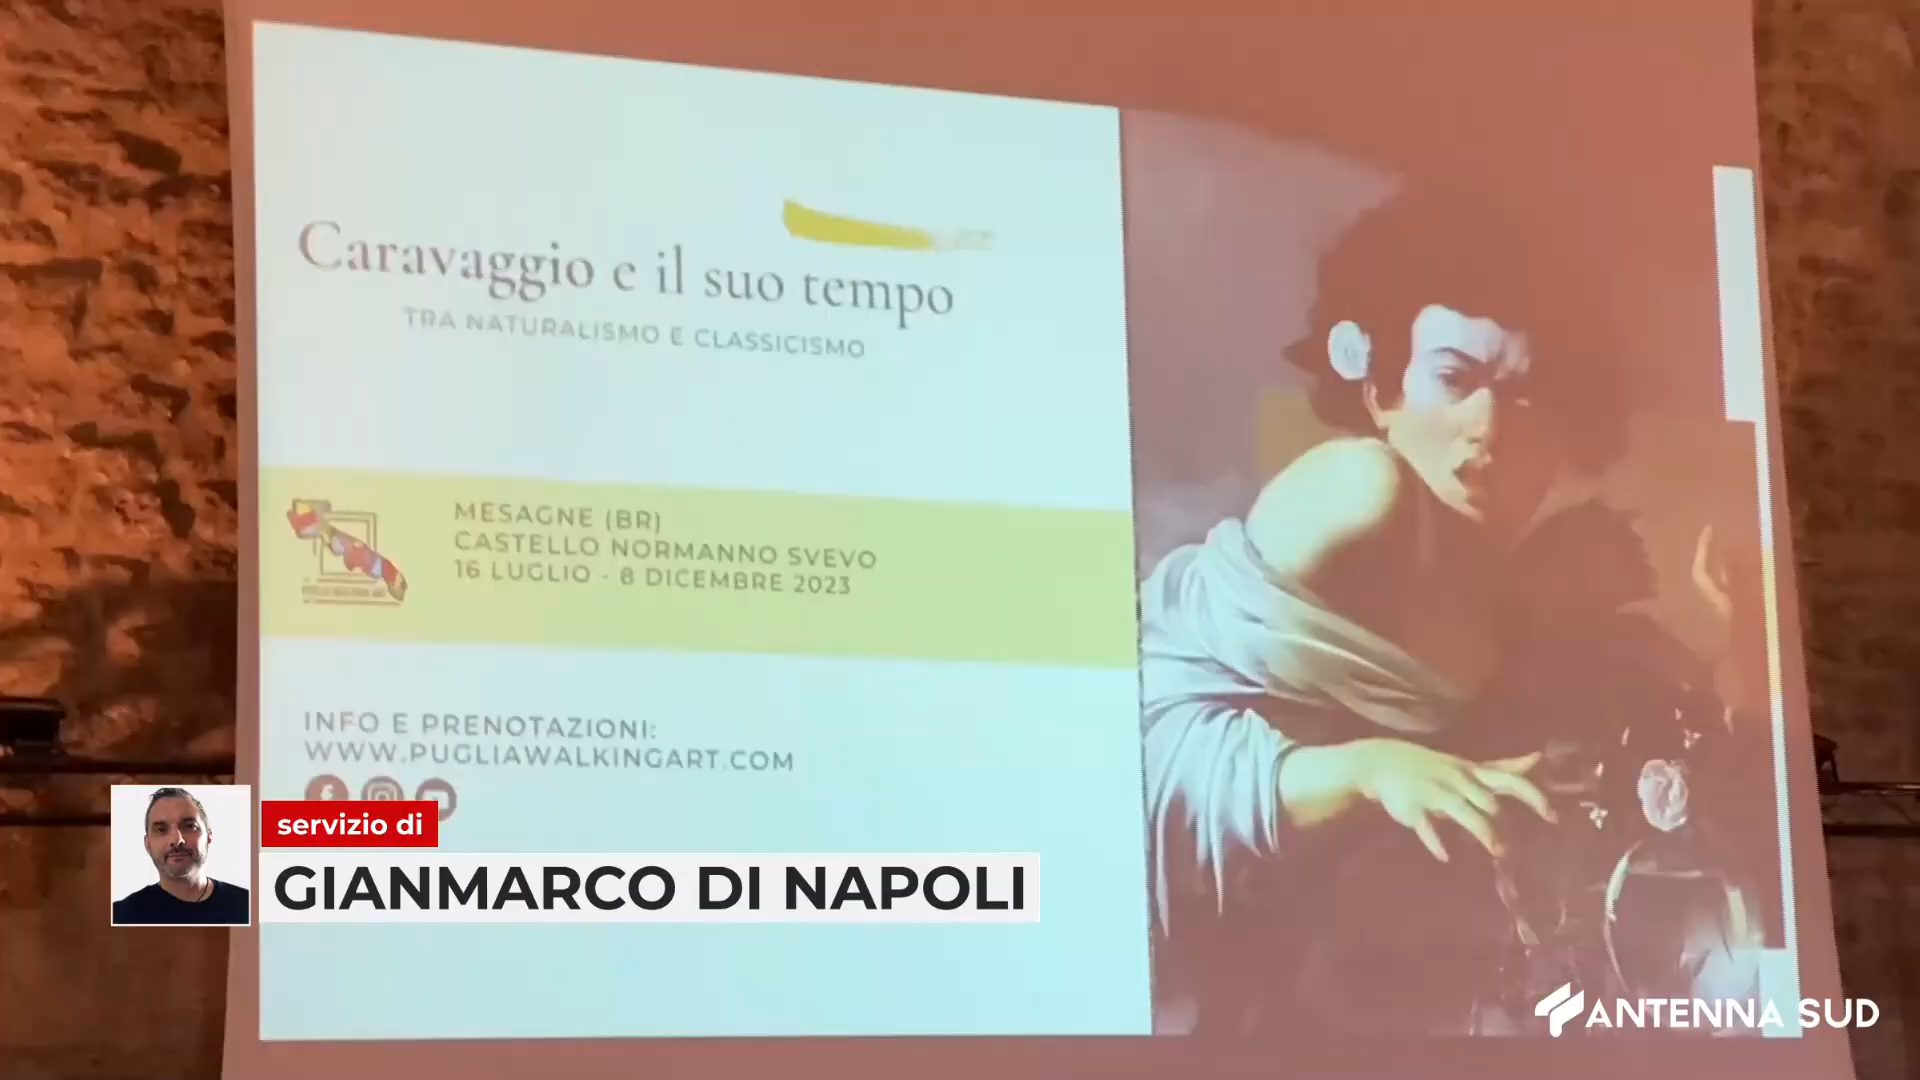 Caravaggio e il suo tempo
TRA NATURALISMO E CLASSICISMO
MESAGNE (BR)
CASTELLO NORMANNO SVEVO
16 LUGLIO - 8 DICEMBRE 2023
INFO E PRENOTAZIONI:
WWW.PUGLIAWALKINGART.COM
servizio di
GIANMARCO DI NAPOLI
ANTENNA SUD